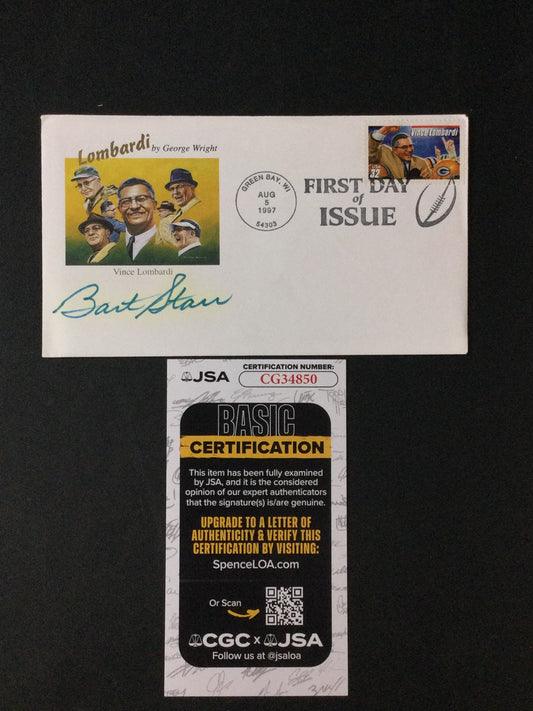 Lombardi by George Wright
Vince Lombardi
Bart Starr
GREEN BAY, WI
AUG
5
1997
54303
FIRST DAY
of
ISSUE
Vince Lombardi
32
JSA
CERTIFICATION NUMBER:
CG34850
BASIC
CERTIFICATION
This item has been fully examined
by JSA, and it is the considered
opinion of our expert authenticators
that the signature(s) is/are genuine.
UPGRADE TO A LETTER OF
AUTHENTICITY & VERIFY THIS
CERTIFICATION BY VISITING:
SpenceLOA.com
Or Scan
CGC x JSA
Follow us at @jsaloa